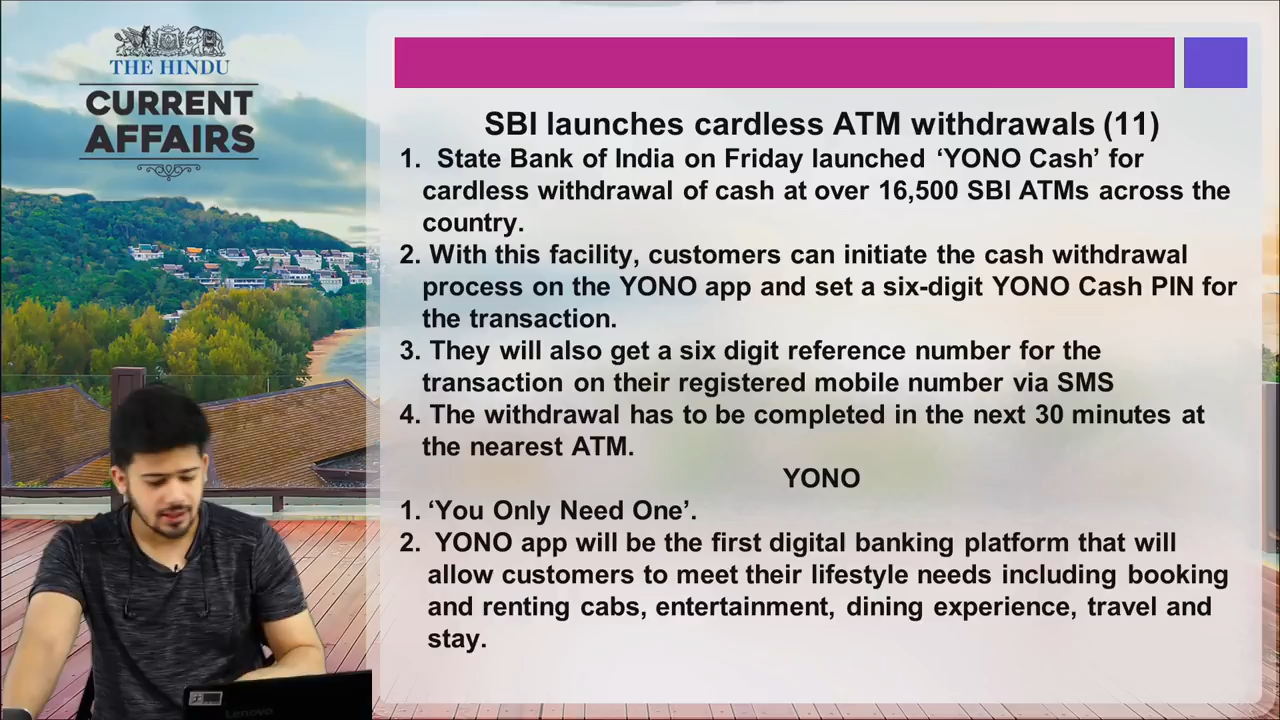 THE HINDU
CURRENT
AFFAIRS
SBI launches cardless ATM withdrawals (11)
1. State Bank of India on Friday launched ‘YONO Cash’ for
cardless withdrawal of cash at over 16,500 SBI ATMs across the
country.
2. With this facility, customers can initiate the cash withdrawal
process on the YONO app and set a six-digit YONO Cash PIN for
the transaction.
3. They will also get a six digit reference number for the
transaction on their registered mobile number via SMS
4. The withdrawal has to be completed in the next 30 minutes at
the nearest ATM.
YONO
1. ‘You Only Need One’.
2. YONO app will be the first digital banking platform that will
allow customers to meet their lifestyle needs including booking
and renting cabs, entertainment, dining experience, travel and
stay.
Lenovo